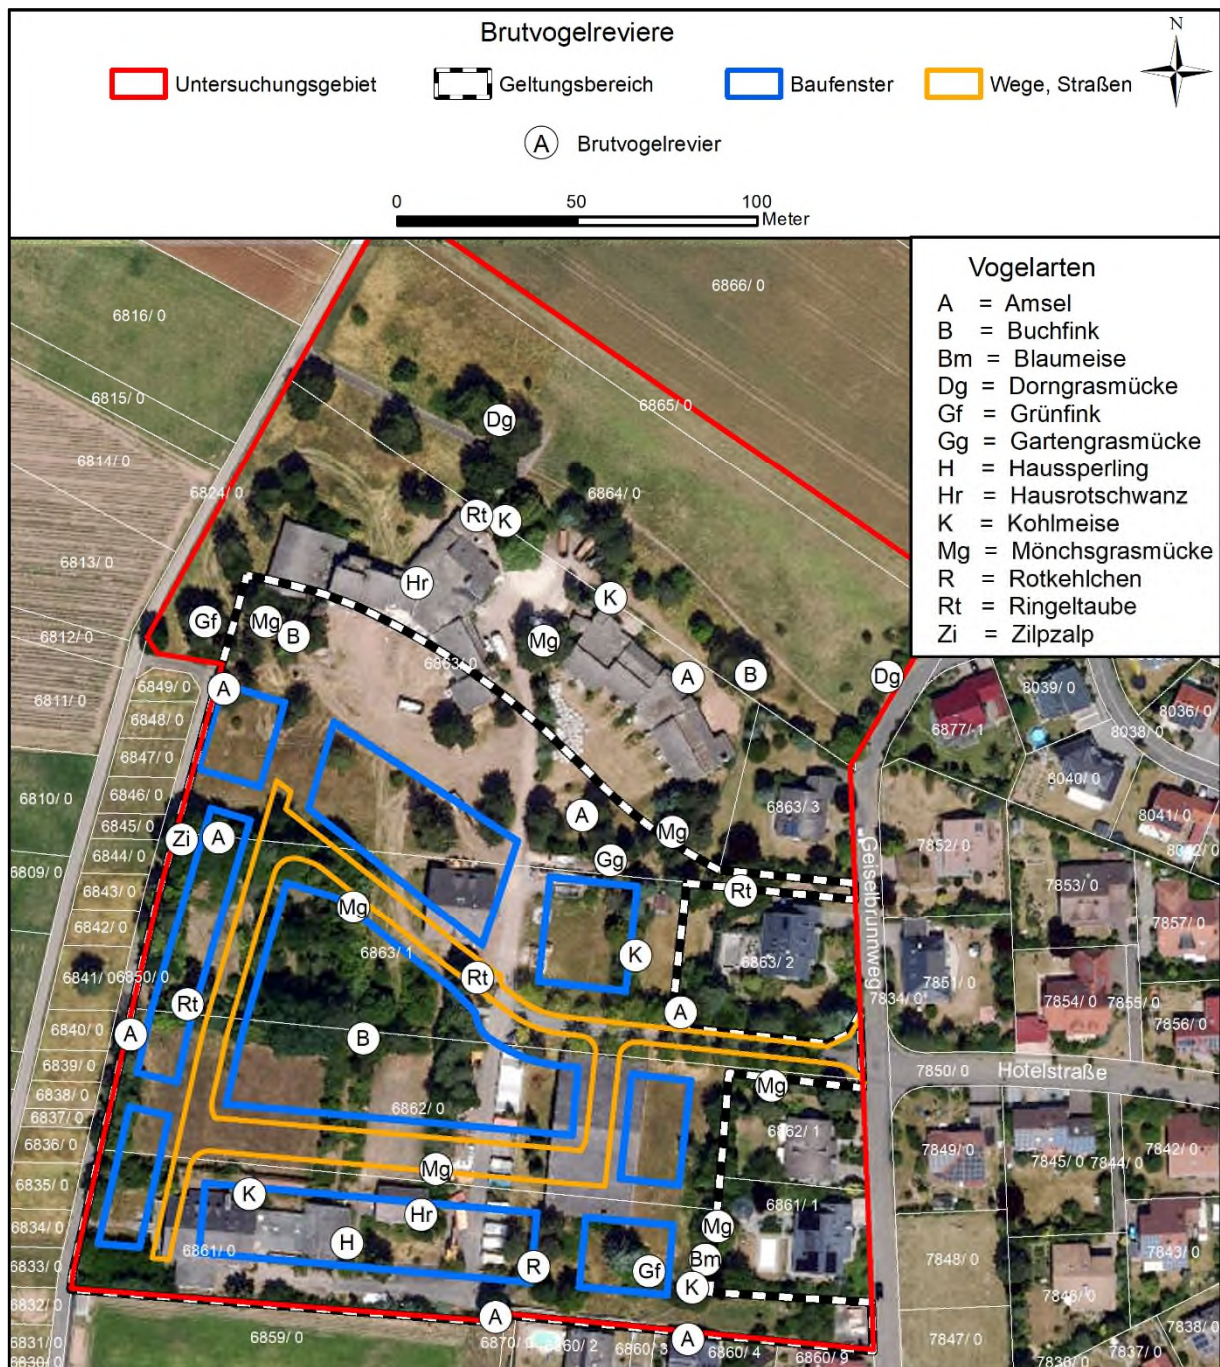 Brutvogelreviere
N
Untersuchungsgebiet
Geltungsbereich
Baufenster
Wege, Straßen
A Brutvogelrevier
0 50 100
Meter
Vogelarten
A = Amsel
B = Buchfink
Bm = Blaumeise
Dg = Dorngrasmücke
Gf = Grünfink
Gg = Gartengrasmücke
H = Haussperling
Hr = Hausrotschwanz
K = Kohlmeise
Mg = Mönchsgrasmücke
R = Rotkehlchen
Rt = Ringeltaube
Zi = Zilpzalp
6866/ 0
6816/ 0
6815/ 0
6865/ 0
Dg
6814/ 0
6824/ 0
6864/ 0
Rt
K
6813/ 0
Hr
K
Gf
Mg
B
6812/ 0
Mg
6863/ 0
A
B
Dg
6849/ 0
A
6811/ 0
6848/ 0
8039/ 0
8036/ 0
6877/ 1
8038/ 0
6847/ 0
8040/ 0
6810/ 0
6846/ 0
6863/ 3
8041/ 0
6845/ 0
A
Mg
Zi
A
7852/ 0
8042/ 0
6844/ 0
Gg
6809/ 0
6843/ 0
Rt
7853/ 0
Mg
6842/ 0
7857/ 0
Geiselbrunnweg
6863/ 1
K
6863/ 2
6841/ 0
6850/ 0
Rt
7851/ 0
7834/ 0
7854/ 0
7855/ 0
Rt
A
7856/ 0
6840/ 0
A
B
6839/ 0
7850/ 0
Hotelstraße
Mg
6838/ 0
6862/ 0
6837/ 0
6862/ 1
6836/ 0
7849/ 0
7845/ 0
7844/ 0
7842/ 0
6835/ 0
Mg
K
6861/ 1
Hr
6834/ 0
Mg
H
6861/ 0
7843/ 0
6833/ 0
Bm
7848/ 0
R
Gf
K
7846/ 0
6832/ 0
A
7838/ 0
6831/ 0
6859/ 0
6870/ 0
6860/ 2
6860/ 3
A
6860/ 4
6860/ 9
7847/ 0
7837/ 0
6830/ 0
7836/ 0